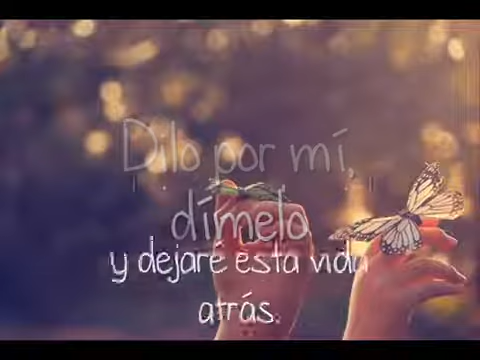 Dilo por mí,
dímelo
y dejaré esta vida
atrás.